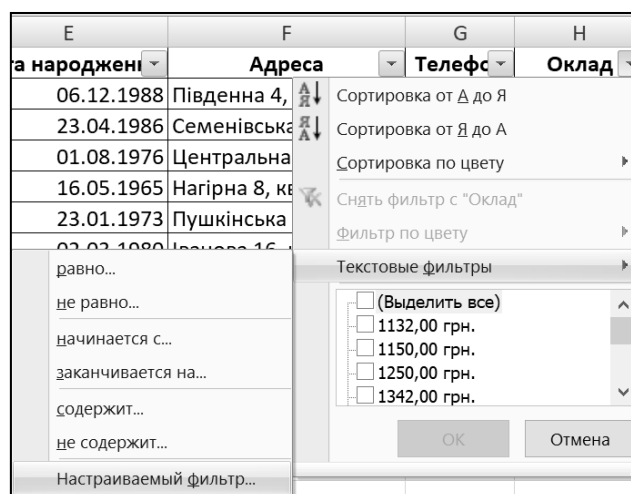 E F G H
Адреса Телефо Оклад
06.12.1988 Південна 4,
23.04.1986 Семенівська
01.08.1976 Центральна
16.05.1965 Нагірна 8, кв
23.01.1973 Пушкінська
Сортировка от А до Я
Сортировка от Я до А
Сортировка по цвету
Снять фильтр с "Оклад"
Фильтр по цвету
Текстовые фильтры
(Выделить все)
1132,00 грн.
1150,00 грн.
1250,00 грн.
1342,00 грн.
ОК Отмена
равно...
не равно...
начинается с...
заканчивается на...
содержит...
не содержит...
Настраиваемый фильтр...